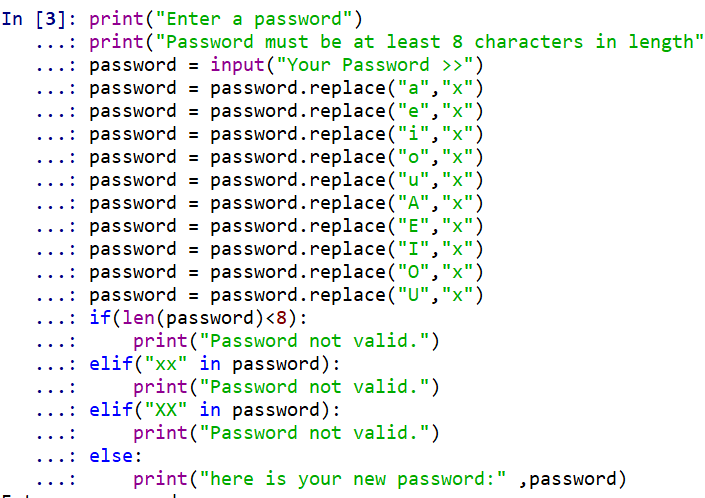 In [3]: print("Enter a password")
   ...: print("Password must be at least 8 characters in length"
   ...: password = input("Your Password >>")
   ...: password = password.replace("a","x")
   ...: password = password.replace("e","x")
   ...: password = password.replace("i","x")
   ...: password = password.replace("o","x")
   ...: password = password.replace("u","x")
   ...: password = password.replace("A","x")
   ...: password = password.replace("E","x")
   ...: password = password.replace("I","x")
   ...: password = password.replace("O","x")
   ...: password = password.replace("U","x")
   ...: if(len(password)<8):
   ...:     print("Password not valid.")
   ...: elif("xx" in password):
   ...:     print("Password not valid.")
   ...: elif("XX" in password):
   ...:     print("Password not valid.")
   ...: else:
   ...:     print("here is your new password:" ,password)